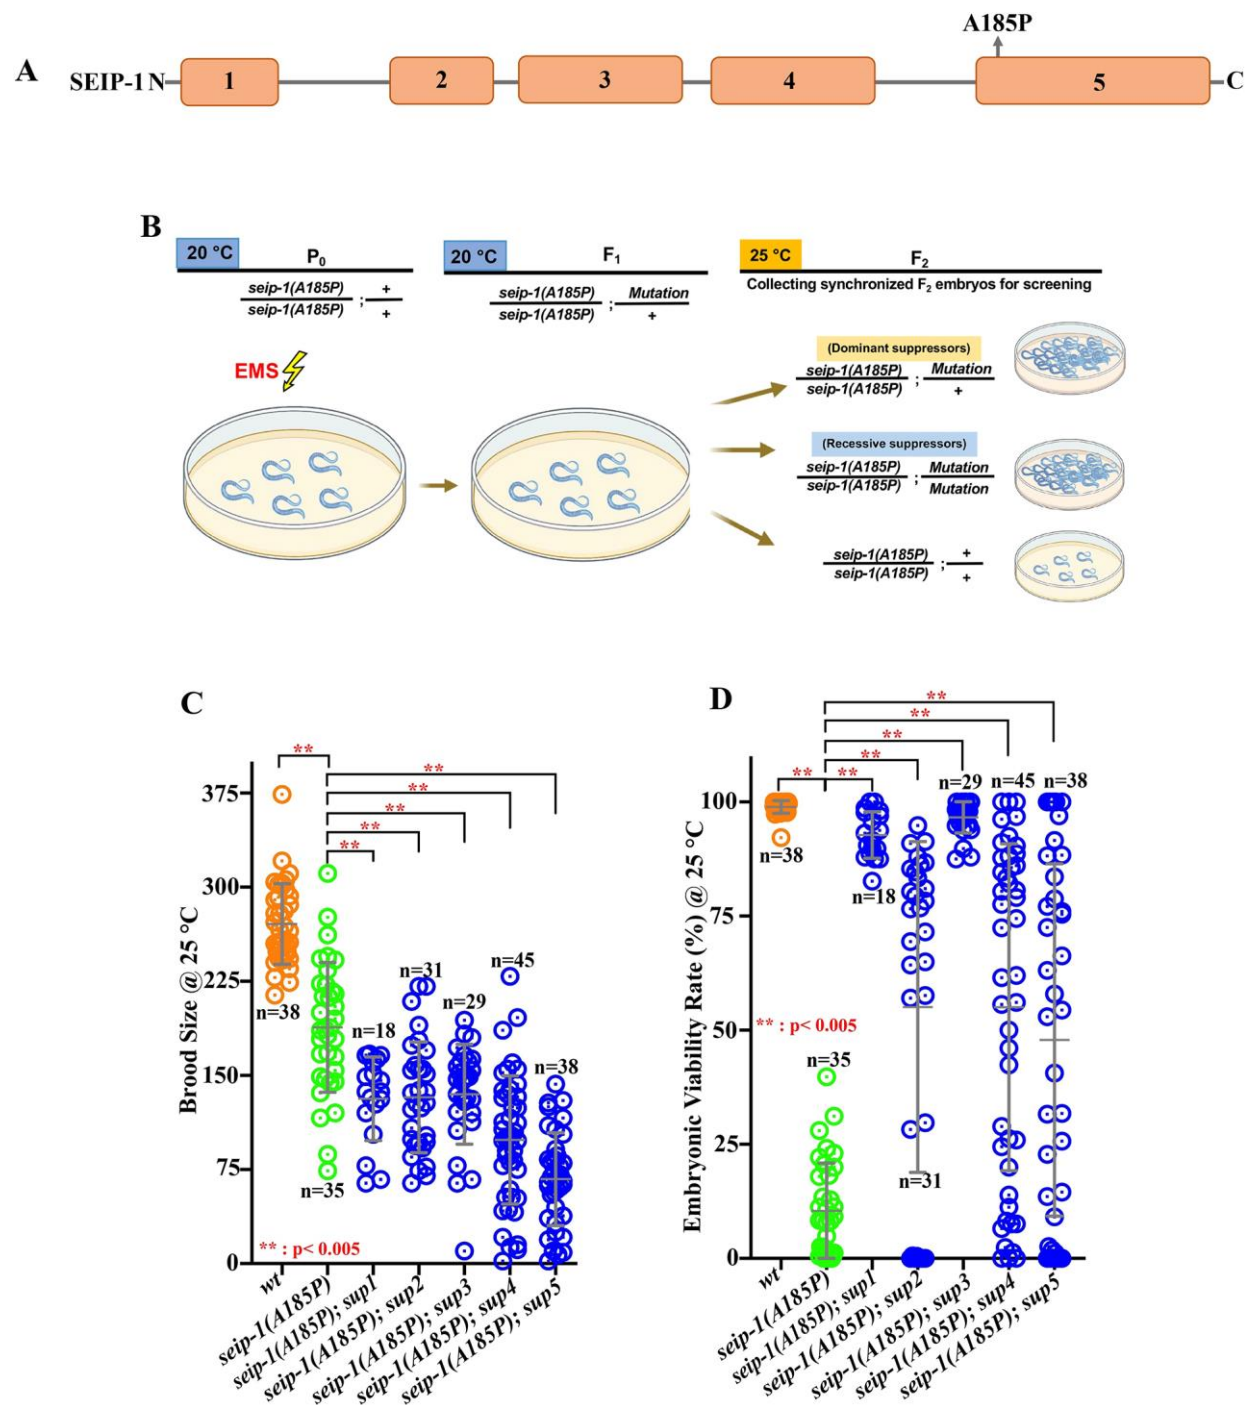 A185P
A
SEIP-1 N
1
2
3
4
5
C
B
20 °C
P0
20 °C
F1
25 °C
F2
Collecting synchronized F2 embryos for screening
seip-1(A185P)
seip-1(A185P)
;
+
+
seip-1(A185P)
seip-1(A185P)
;
Mutation
+
EMS
(Dominant suppressors)
seip-1(A185P)
seip-1(A185P)
;
Mutation
+
(Recessive suppressors)
seip-1(A185P)
seip-1(A185P)
;
Mutation
Mutation
seip-1(A185P)
seip-1(A185P)
;
+
+
C
Brood Size @ 25 °C
375
300
225
150
75
0
**
**
**
**
**
**
n=38
n=35
n=18
n=31
n=29
n=45
n=38
** : p< 0.005
wt
seip-1(A185P)
seip-1(A185P); sup1
seip-1(A185P); sup2
seip-1(A185P); sup3
seip-1(A185P); sup4
seip-1(A185P); sup5
D
Embryonic Viability Rate (%) @ 25 °C
100
75
50
25
0
**
**
**
**
**
**
n=38
n=35
n=18
n=31
n=29
n=45
n=38
** : p< 0.005
wt
seip-1(A185P)
seip-1(A185P); sup1
seip-1(A185P); sup2
seip-1(A185P); sup3
seip-1(A185P); sup4
seip-1(A185P); sup5